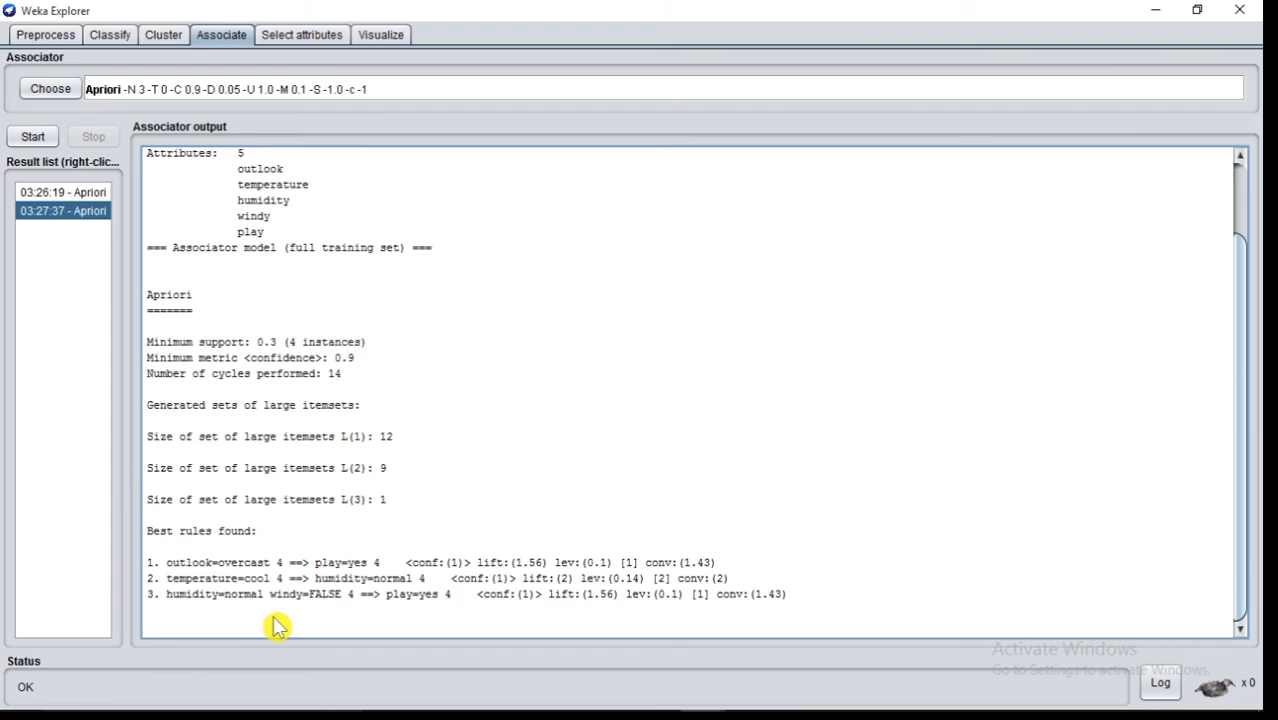 Weka Explorer
Preprocess Classify Cluster Associate Select attributes Visualize
Associator
Choose Apriori -N 3 -T 0 -C 0.9 -D 0.05 -U 1.0 -M 0.1 -S -1.0 -c -1
Start Stop
Associator output
Result list (right-clic...
03:26:19 - Apriori
03:27:37 - Apriori
Attributes: 5
outlook
temperature
humidity
windy
play
=== Associator model (full training set) ===
Apriori
=======
Minimum support: 0.3 (4 instances)
Minimum metric <confidence>: 0.9
Number of cycles performed: 14
Generated sets of large itemsets:
Size of set of large itemsets L(1): 12
Size of set of large itemsets L(2): 9
Size of set of large itemsets L(3): 1
Best rules found:
1. outlook=overcast 4 ==> play=yes 4 <conf:(1)> lift:(1.56) lev:(0.1) [1] conv:(1.43)
2. temperature=cool 4 ==> humidity=normal 4 <conf:(1)> lift:(2) lev:(0.14) [2] conv:(2)
3. humidity=normal windy=FALSE 4 ==> play=yes 4 <conf:(1)> lift:(1.56) lev:(0.1) [1] conv:(1.43)
Activate Windows
Go to Settings to activate Windows.
Status
OK
Log
x 0